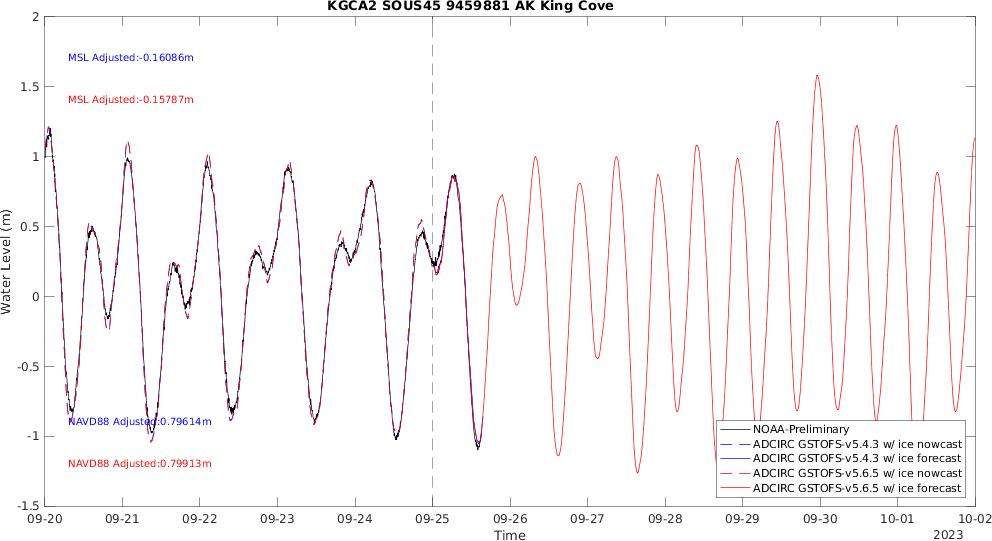 KGCA2 SOUS45 9459881 AK King Cove
Water Level (m)
2
1.5
1
0.5
0
-0.5
-1
-1.5
MSL Adjusted:-0.16086m
MSL Adjusted:-0.15787m
NAVD88 Adjusted:0.79614m
NAVD88 Adjusted:0.79913m
NOAA-Preliminary
ADCIRC GSTOFS-v5.4.3 w/ ice nowcast
ADCIRC GSTOFS-v5.4.3 w/ ice forecast
ADCIRC GSTOFS-v5.6.5 w/ ice nowcast
ADCIRC GSTOFS-v5.6.5 w/ ice forecast
09-20 09-21 09-22 09-23 09-24 09-25 09-26 09-27 09-28 09-29 09-30 10-01 10-02
Time
2023